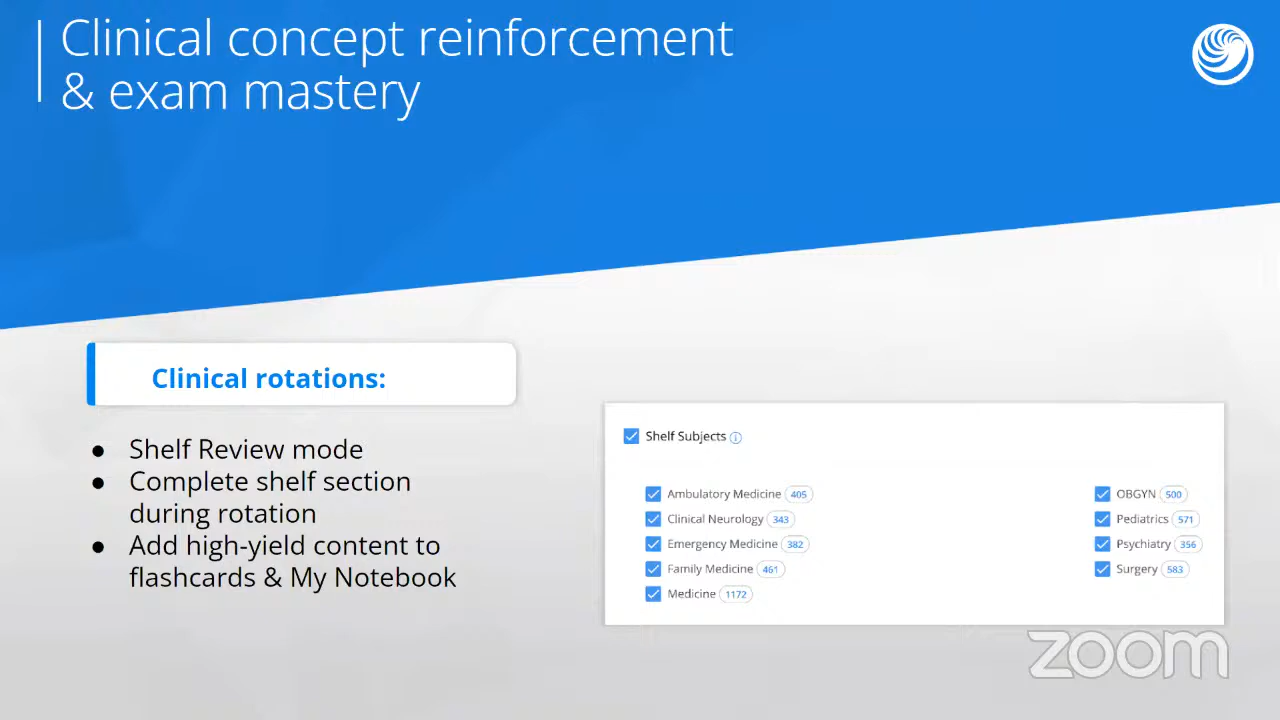 Clinical concept reinforcement
& exam mastery
Clinical rotations:
● Shelf Review mode
● Complete shelf section
during rotation
● Add high-yield content to
flashcards & My Notebook
Shelf Subjects
Ambulatory Medicine 405
Clinical Neurology 343
Emergency Medicine 382
Family Medicine 461
Medicine 1172
OBGYN 500
Pediatrics 571
Psychiatry 356
Surgery 583
zoom